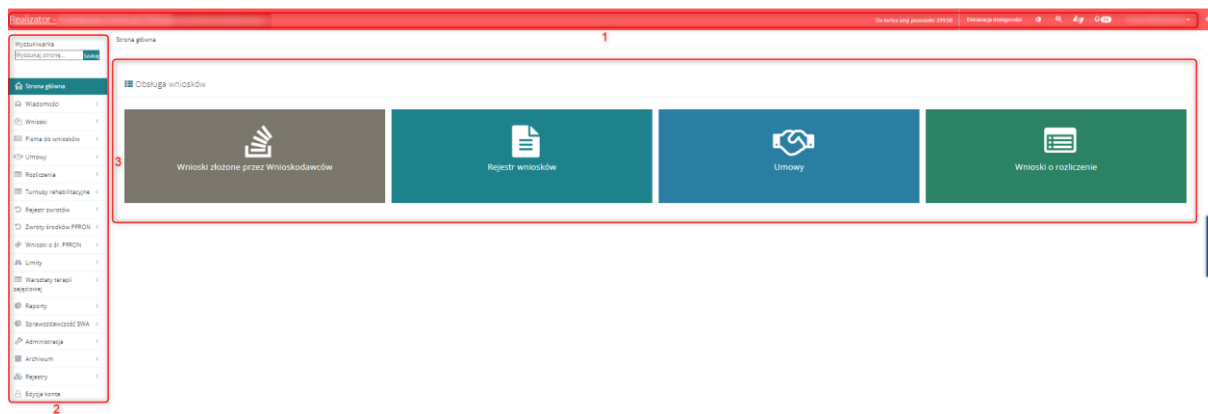 Realizator -
Do końca sesji pozostało: 239:59
Deklaracja dostępności
1
Wyszukiwarka
Wyszukaj stronę...
Szukaj
Strona główna
Strona główna
Wiadomości
Wnioski
Pisma do wniosków
Umowy
Rozliczenia
Turnusy rehabilitacyjne
Rejestr zwrotów
Zwroty środków PFRON
Wnioski o śr. PFRON
Limity
Warsztaty terapii
zajęciowej
Raporty
Sprawozdawczość SWA
Administracja
Archiwum
Rejestry
Edycja konta
2
Obsługa wniosków
3
Wnioski złożone przez Wnioskodawców
Rejestr wniosków
Umowy
Wnioski o rozliczenie